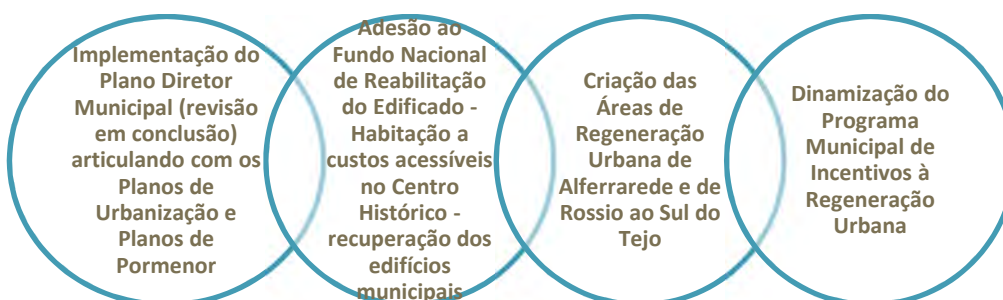 Implementação do
Plano Diretor
Municipal (revisão
em conclusão)
articulando com os
Planos de
Urbanização e
Planos de
Pormenor
Adesão ao
Fundo Nacional
de Reabilitação
do Edificado -
Habitação a
custos acessíveis
no Centro
Histórico -
recuperação dos
edifícios
municipais
Criação das
Áreas de
Regeneração
Urbana de
Alferrarede e de
Rossio ao Sul do
Tejo
Dinamização do
Programa
Municipal de
Incentivos à
Regeneração
Urbana